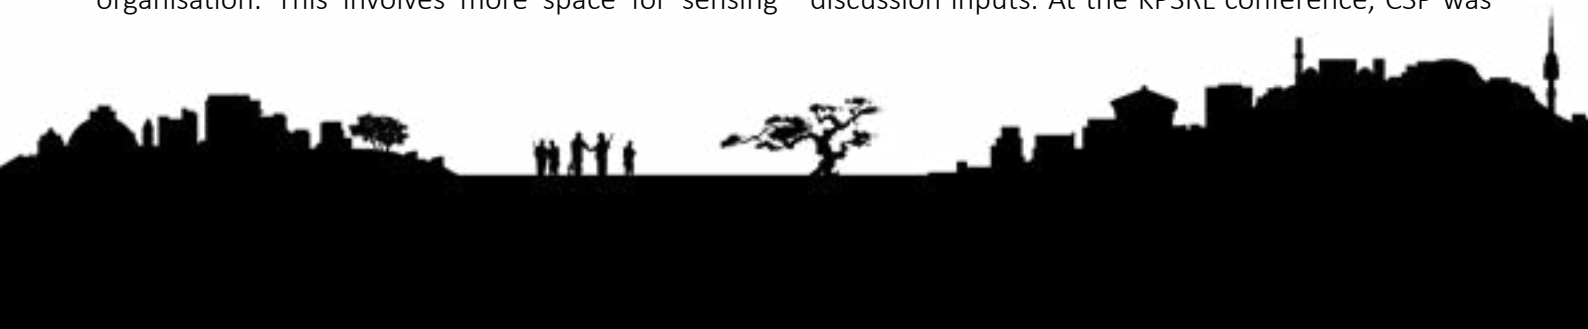 organisation. This involves more space for sensing
discussion inputs. At the KPSRL conference, CSP was